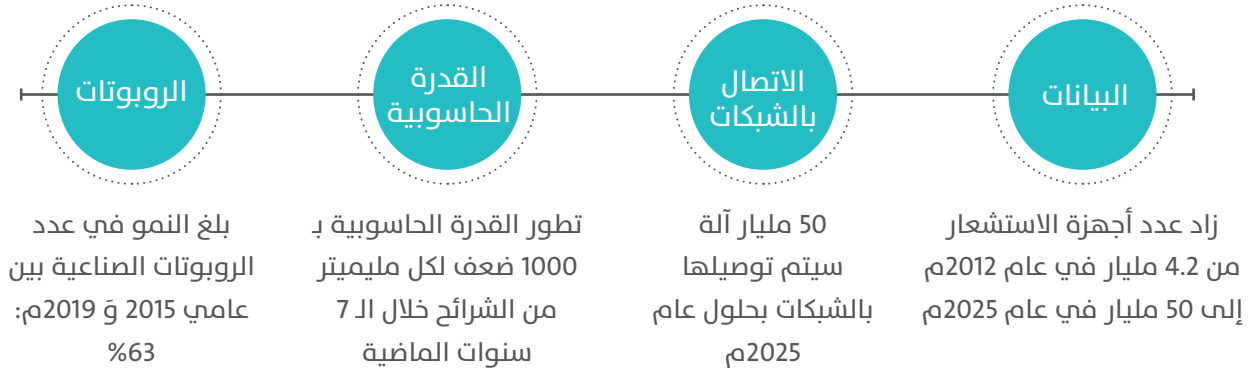 البيانات
زاد عدد أجهزة الاستشعار
من 4.2 مليار في عام 2012م
إلى 50 مليار في عام 2025م
الاتصال
بالشبكات
50 مليار آلة
سيتم توصيلها
بالشبكات بحلول عام
2025م
القدرة
الحاسوبية
تطور القدرة الحاسوبية بـ
1000 ضعف لكل مليميتر
من الشرائح خلال الـ 7
سنوات الماضية
الروبوتات
بلغ النمو في عدد
الروبوتات الصناعية بين
عامي 2015 وَ 2019م:
%63